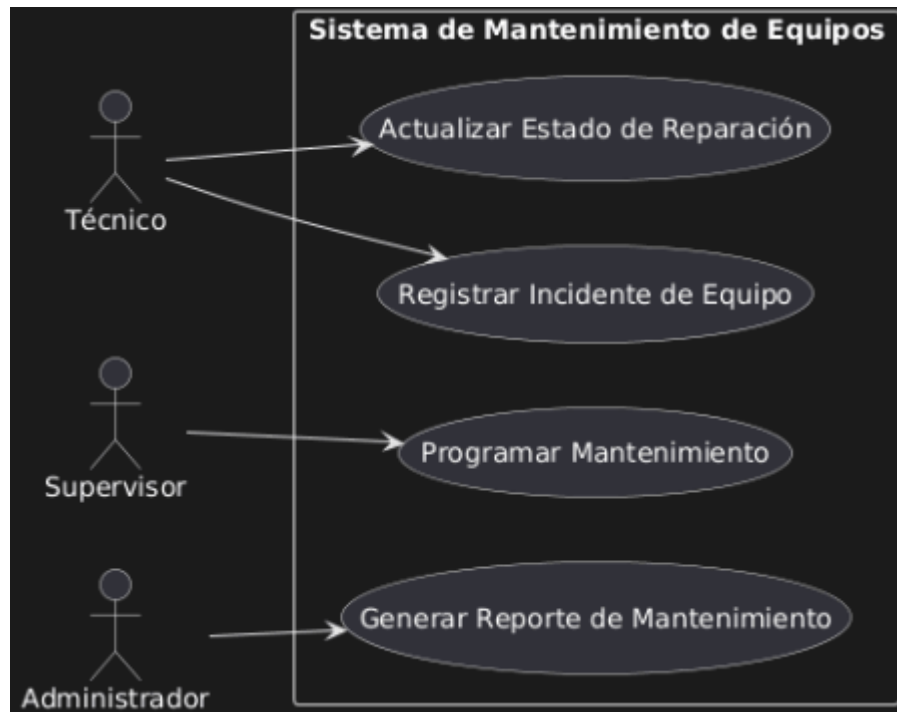 Sistema de Mantenimiento de Equipos
Actualizar Estado de Reparación
Técnico
Registrar Incidente de Equipo
Programar Mantenimiento
Supervisor
Generar Reporte de Mantenimiento
Administrador